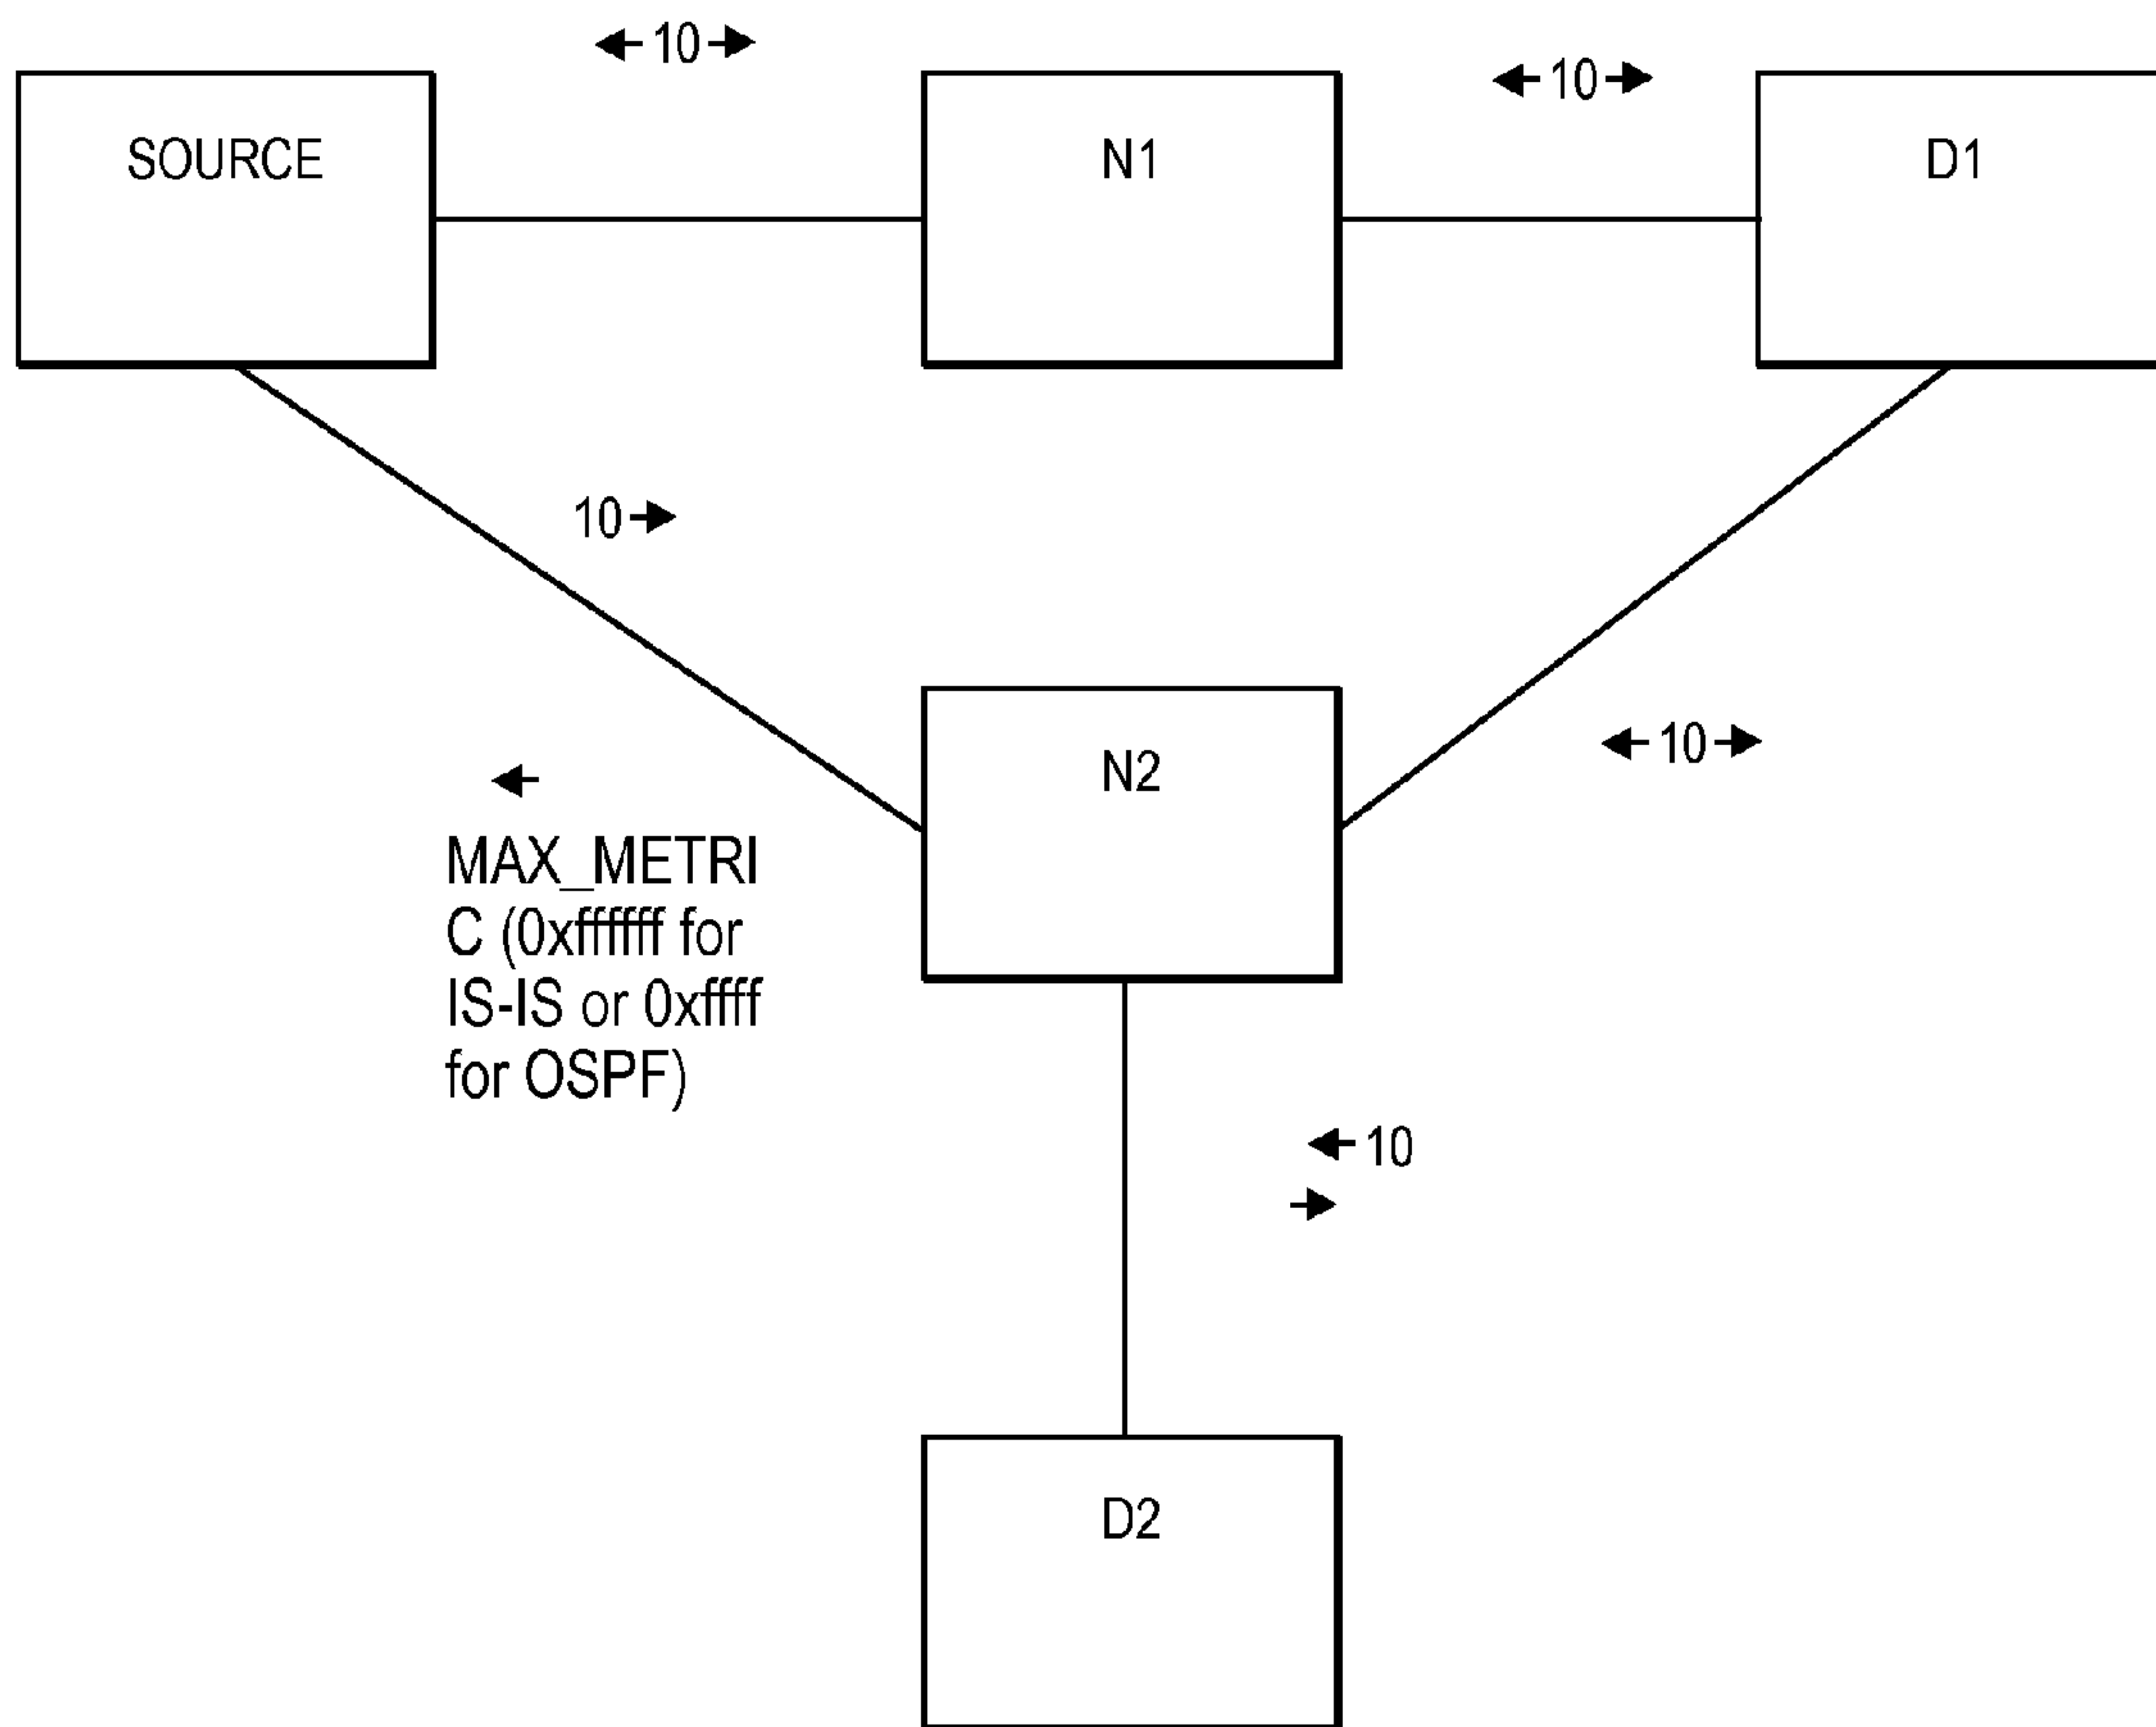 ←10→
←10→
SOURCE
N1
D1
10→
N2
←10→
←
MAX_METRI
C (0xffffff for
IS-IS or 0xffff
for OSPF)
←10
→
D2